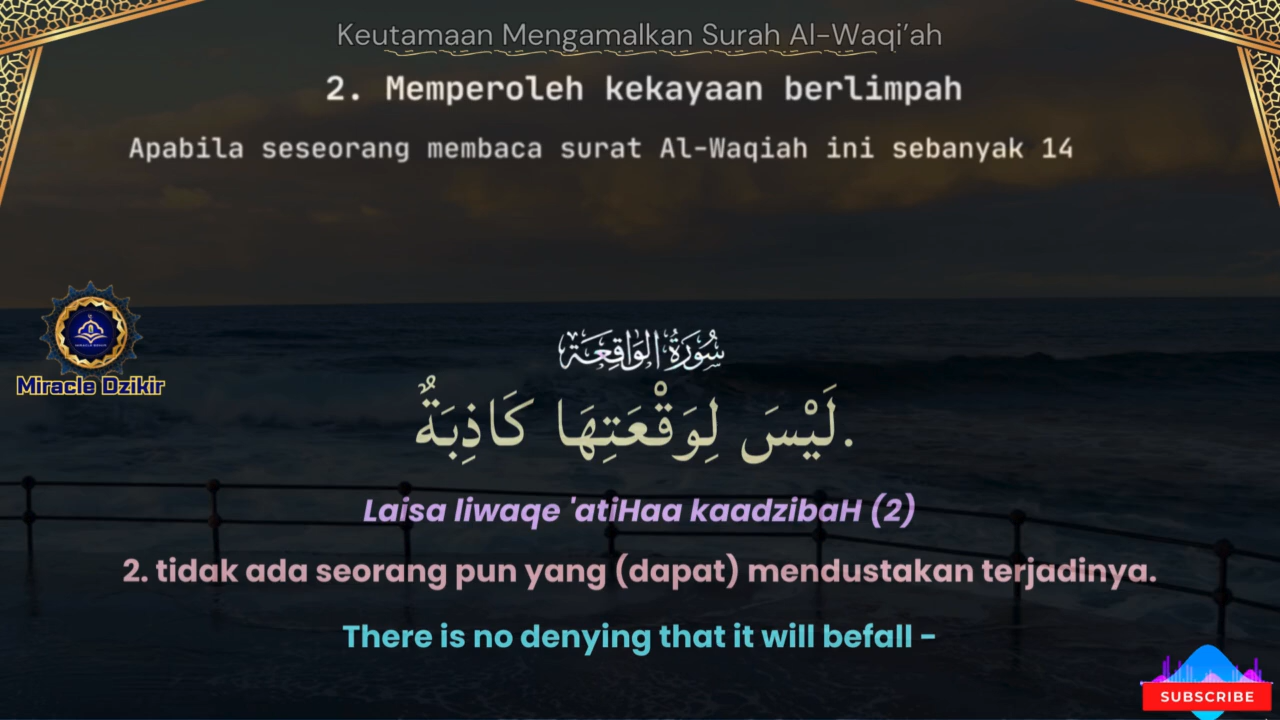 Keutamaan Mengamalkan Surah Al-Waqi’ah
2. Memperoleh kekayaan berlimpah
Apabila seseorang membaca surat Al-Waqiah ini sebanyak 14
Miracle Dzikir
سُورَةُ الوَاقِعَة
لَيْسَ لِوَقْعَتِهَا كَاذِبَةٌ.
Laisa liwaqe 'atiHaa kaadzibaH (2)
2. tidak ada seorang pun yang (dapat) mendustakan terjadinya.
There is no denying that it will befall -
SUBSCRIBE